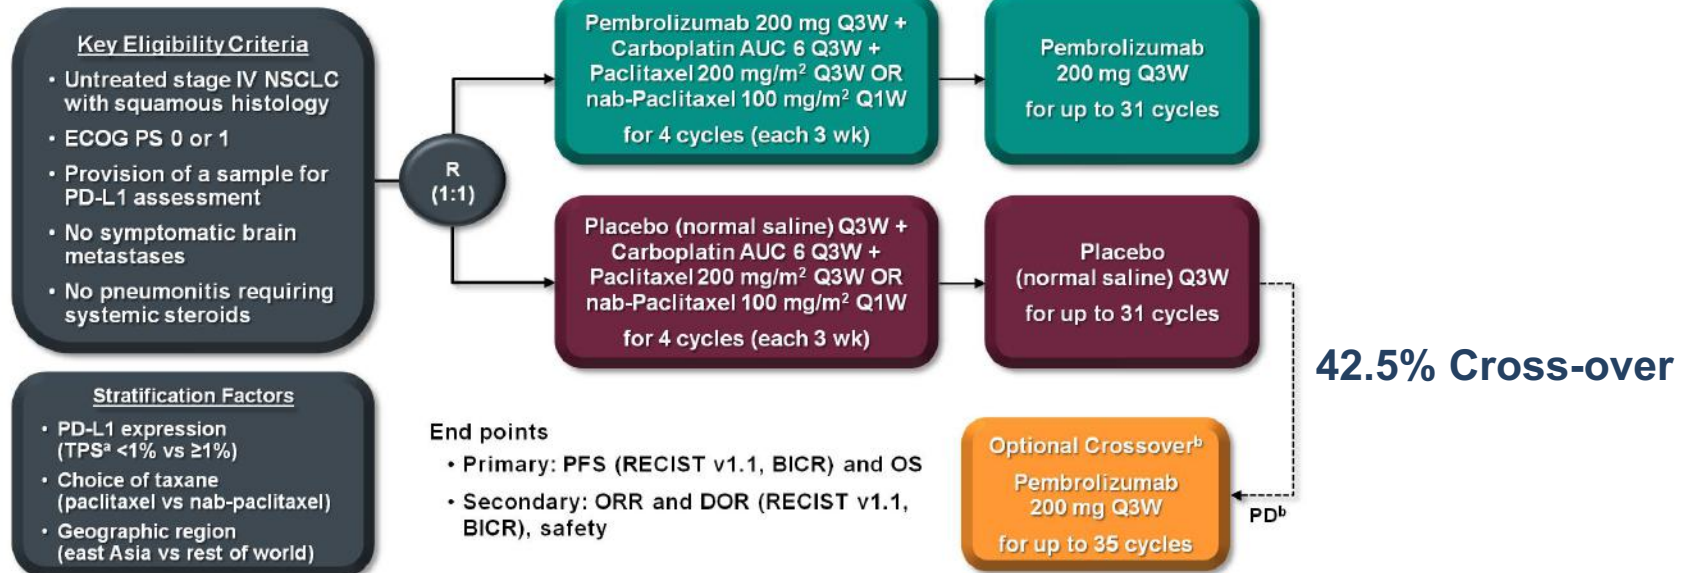 Key Eligibility Criteria
• Untreated stage IV NSCLC
with squamous histology
• ECOG PS 0 or 1
• Provision of a sample for
PD-L1 assessment
• No symptomatic brain
metastases
• No pneumonitis requiring
systemic steroids
Stratification Factors
• PD-L1 expression
(TPSᵃ <1% vs ≥1%)
• Choice of taxane
(paclitaxel vs nab-paclitaxel)
• Geographic region
(east Asia vs rest of world)
R
(1:1)
Pembrolizumab 200 mg Q3W +
Carboplatin AUC 6 Q3W +
Paclitaxel 200 mg/m² Q3W OR
nab-Paclitaxel 100 mg/m² Q1W
for 4 cycles (each 3 wk)
Pembrolizumab
200 mg Q3W
for up to 31 cycles
Placebo (normal saline) Q3W +
Carboplatin AUC 6 Q3W +
Paclitaxel 200 mg/m² Q3W OR
nab-Paclitaxel 100 mg/m² Q1W
for 4 cycles (each 3 wk)
Placebo
(normal saline) Q3W
for up to 31 cycles
42.5% Cross-over
End points
• Primary: PFS (RECIST v1.1, BICR) and OS
• Secondary: ORR and DOR (RECIST v1.1,
BICR), safety
Optional Crossoverᵇ
Pembrolizumab
200 mg Q3W
for up to 35 cycles
PDᵇ